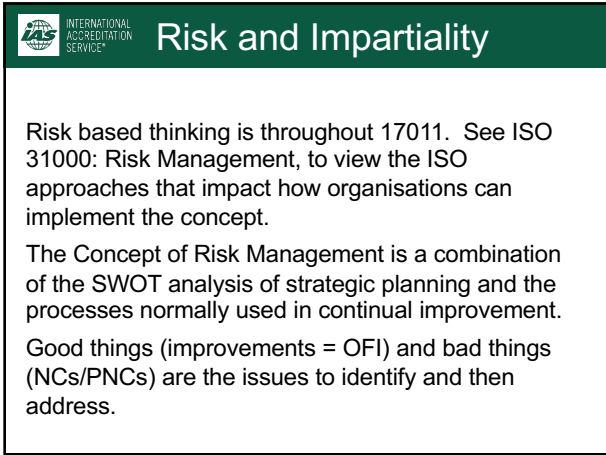 IAS
INTERNATIONAL
ACCREDITATION
SERVICE®
Risk and Impartiality
Risk based thinking is throughout 17011.  See ISO
31000: Risk Management, to view the ISO
approaches that impact how organisations can
implement the concept.
The Concept of Risk Management is a combination
of the SWOT analysis of strategic planning and the
processes normally used in continual improvement.
Good things (improvements = OFI) and bad things
(NCs/PNCs) are the issues to identify and then
address.